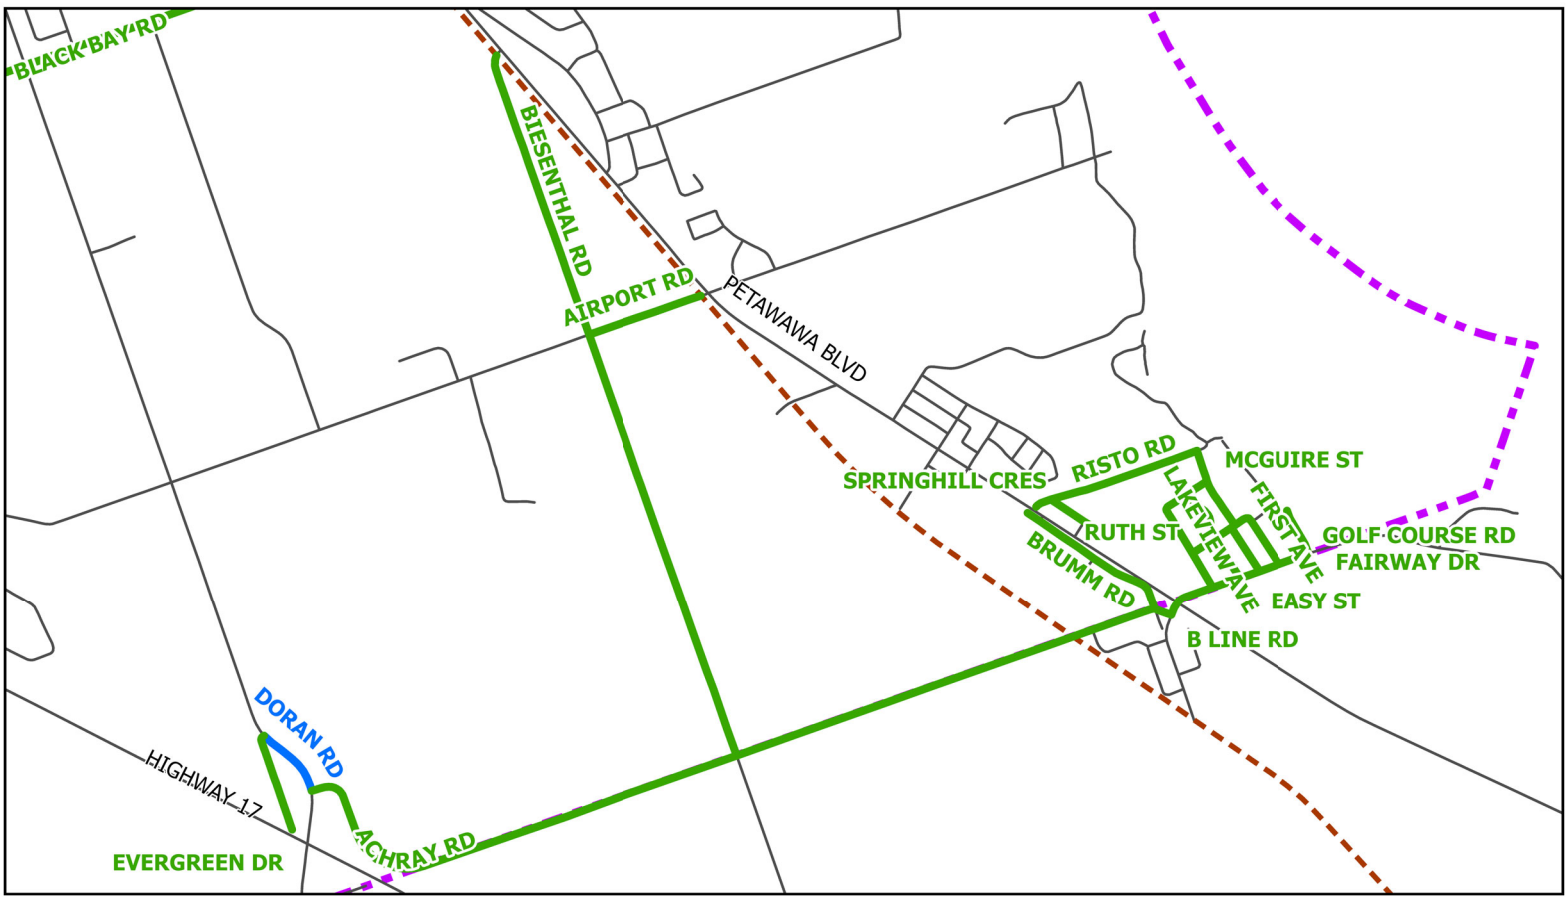 BLACK BAY RD
BIESENTHAL RD
AIRPORT RD
PETAWAWA BLVD
RISTO RD
MCGUIRE ST
SPRINGHILL CRES
LAKEVIEW AVE
FIRST AVE
RUTH ST
GOLF COURSE RD
BRUMM RD
FAIRWAY DR
EASY ST
B LINE RD
DORAN RD
HIGHWAY 17
ACHRAY RD
EVERGREEN DR